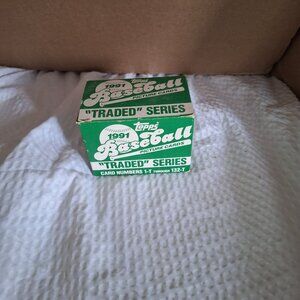 Topps
1991
Baseball
PICTURE CARDS
"TRADED" SERIES
Topps
1991
Baseball
PICTURE CARDS
"TRADED" SERIES
CARD NUMBERS 1-T THROUGH 132-T